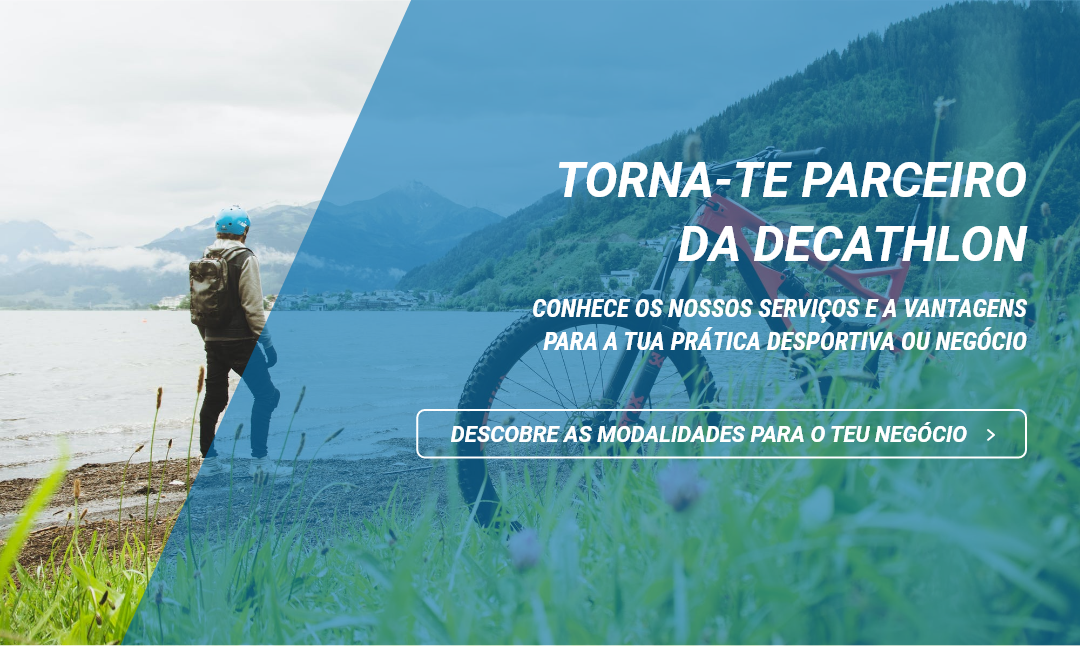 TORNA-TE PARCEIRO
DA DECATHLON
CONHECE OS NOSSOS SERVIÇOS E A VANTAGENS
PARA A TUA PRÁTICA DESPORTIVA OU NEGÓCIO
DESCOBRE AS MODALIDADES PARA O TEU NEGÓCIO >